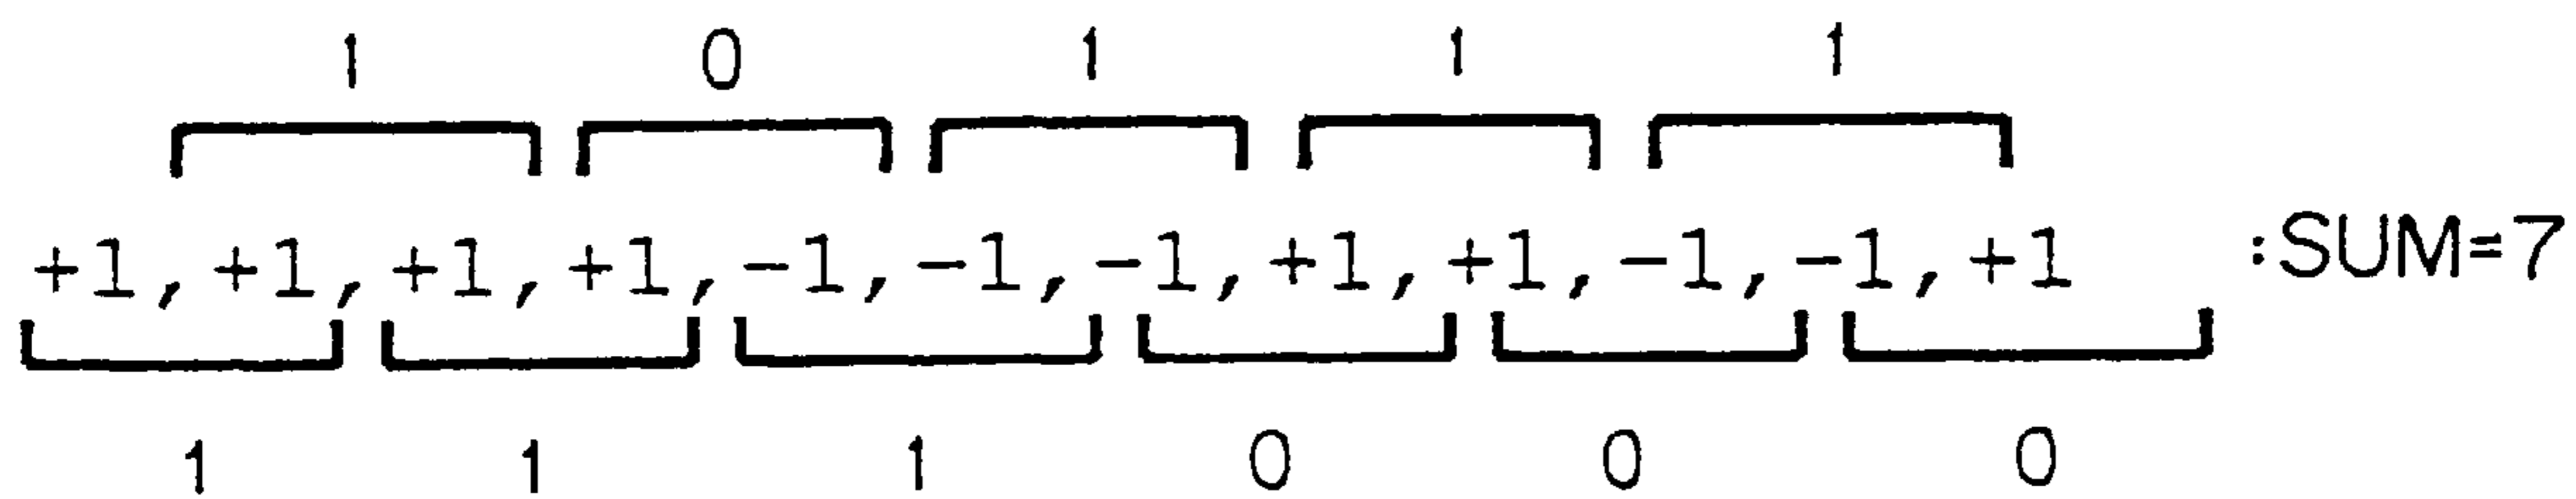 1 0 1 1 1
+1, +1, +1, +1, -1, -1, -1, +1, +1, -1, -1, +1 :SUM=7
1 1 1 0 0 0